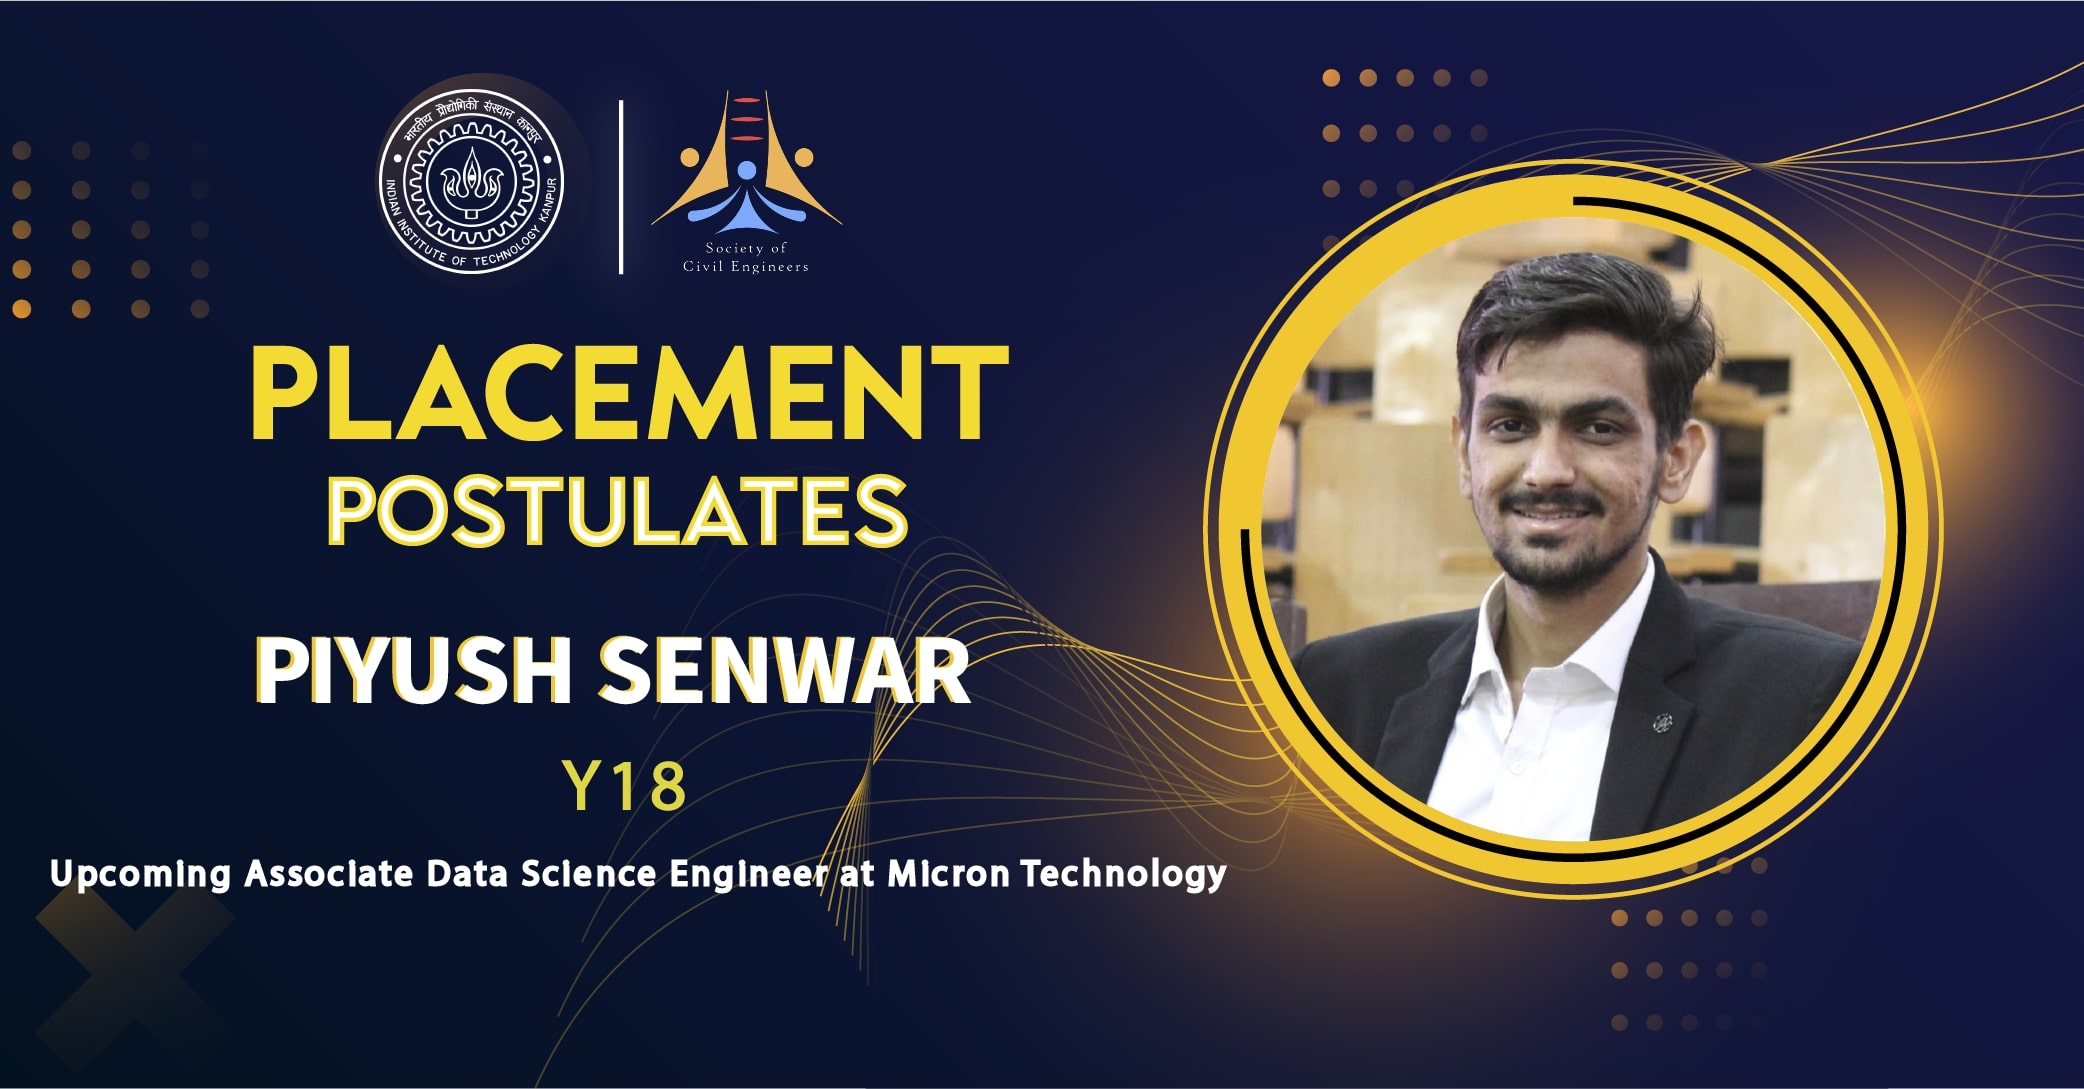 भारतीय प्रौद्योगिकी संस्थान कानपुर
INDIAN INSTITUTE OF TECHNOLOGY KANPUR
Society of
Civil Engineers
PLACEMENT
POSTULATES
PIYUSH SENWAR
Y18
Upcoming Associate Data Science Engineer at Micron Technology